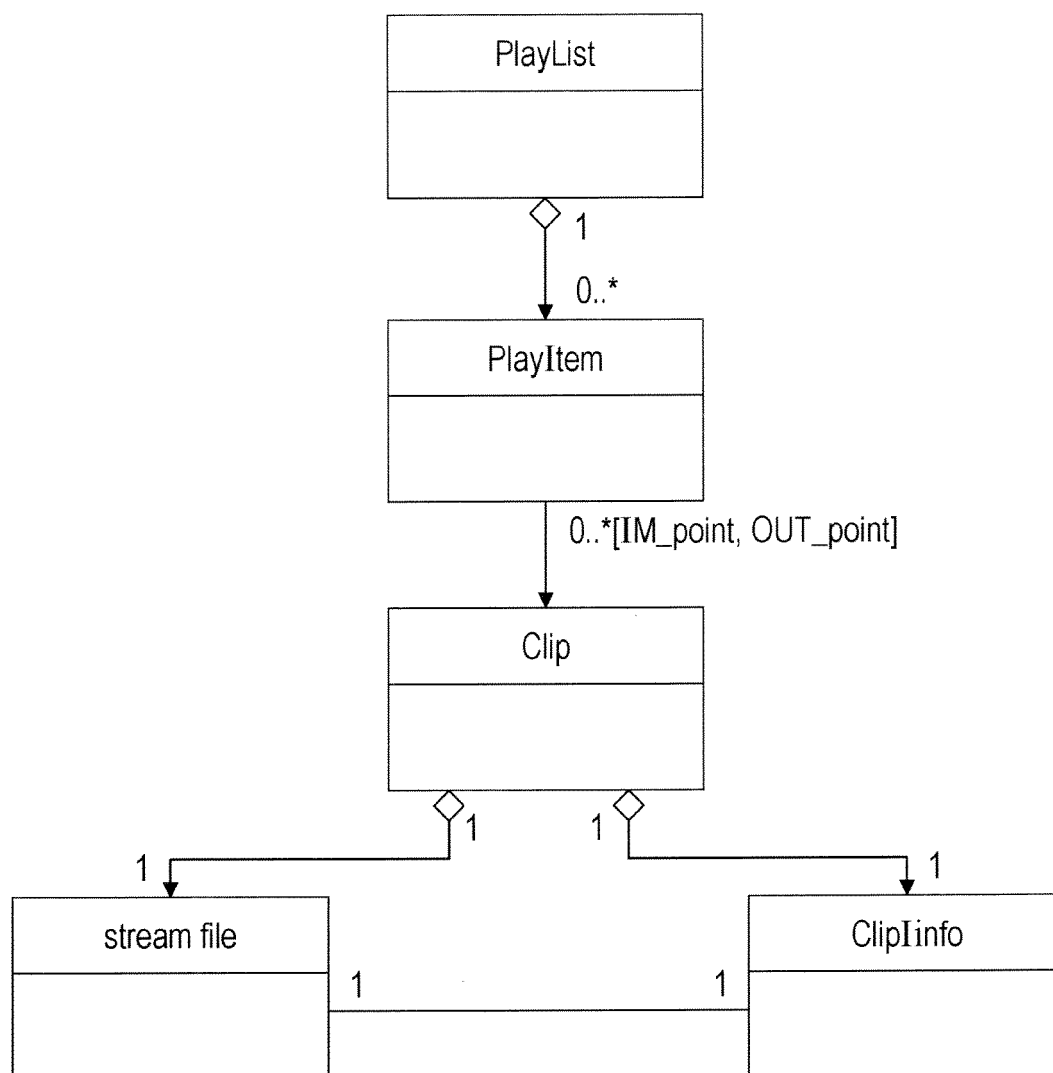 PlayList
1
0..*
PlayItem
0..*[IM_point, OUT_point]
Clip
1
1
1
1
stream file
ClipIinfo
1
1